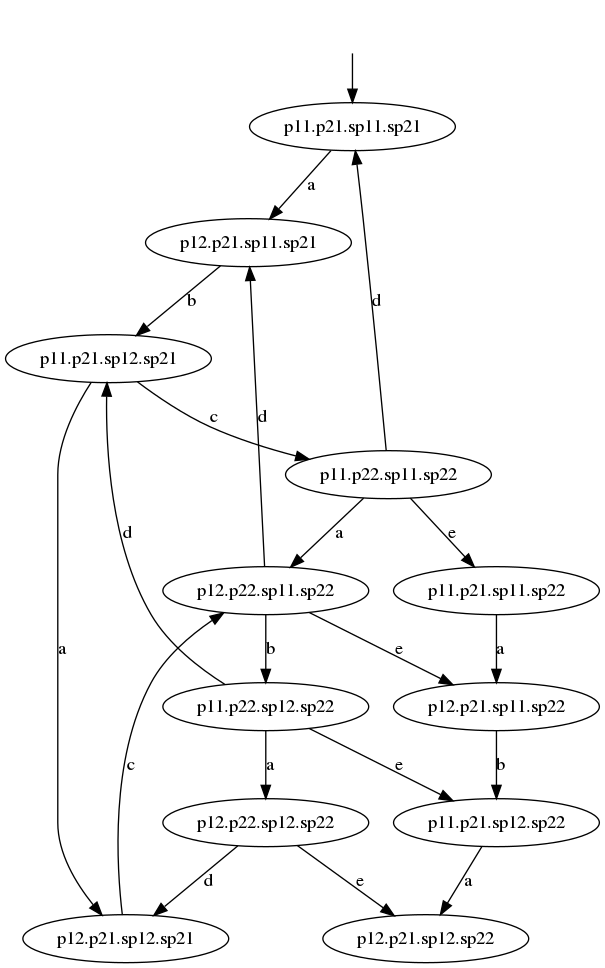 p11.p21.sp11.sp21
a
p12.p21.sp11.sp21
b
d
p11.p21.sp12.sp21
c
d
p11.p22.sp11.sp22
d
a
e
p12.p22.sp11.sp22
p11.p21.sp11.sp22
a
b
e
a
p11.p22.sp12.sp22
p12.p21.sp11.sp22
c
a
e
b
p12.p22.sp12.sp22
p11.p21.sp12.sp22
d
e
a
p12.p21.sp12.sp21
p12.p21.sp12.sp22